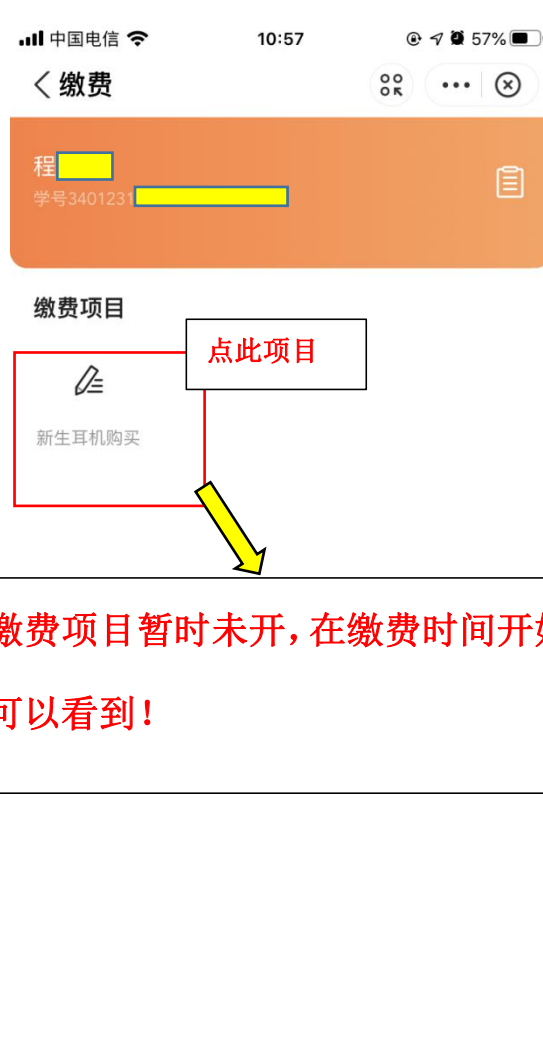 中国电信
10:57
57%
缴费
程
学号3401231
缴费项目
点此项目
新生耳机购买
缴费项目暂时未开，在缴费时间开始
可以看到！